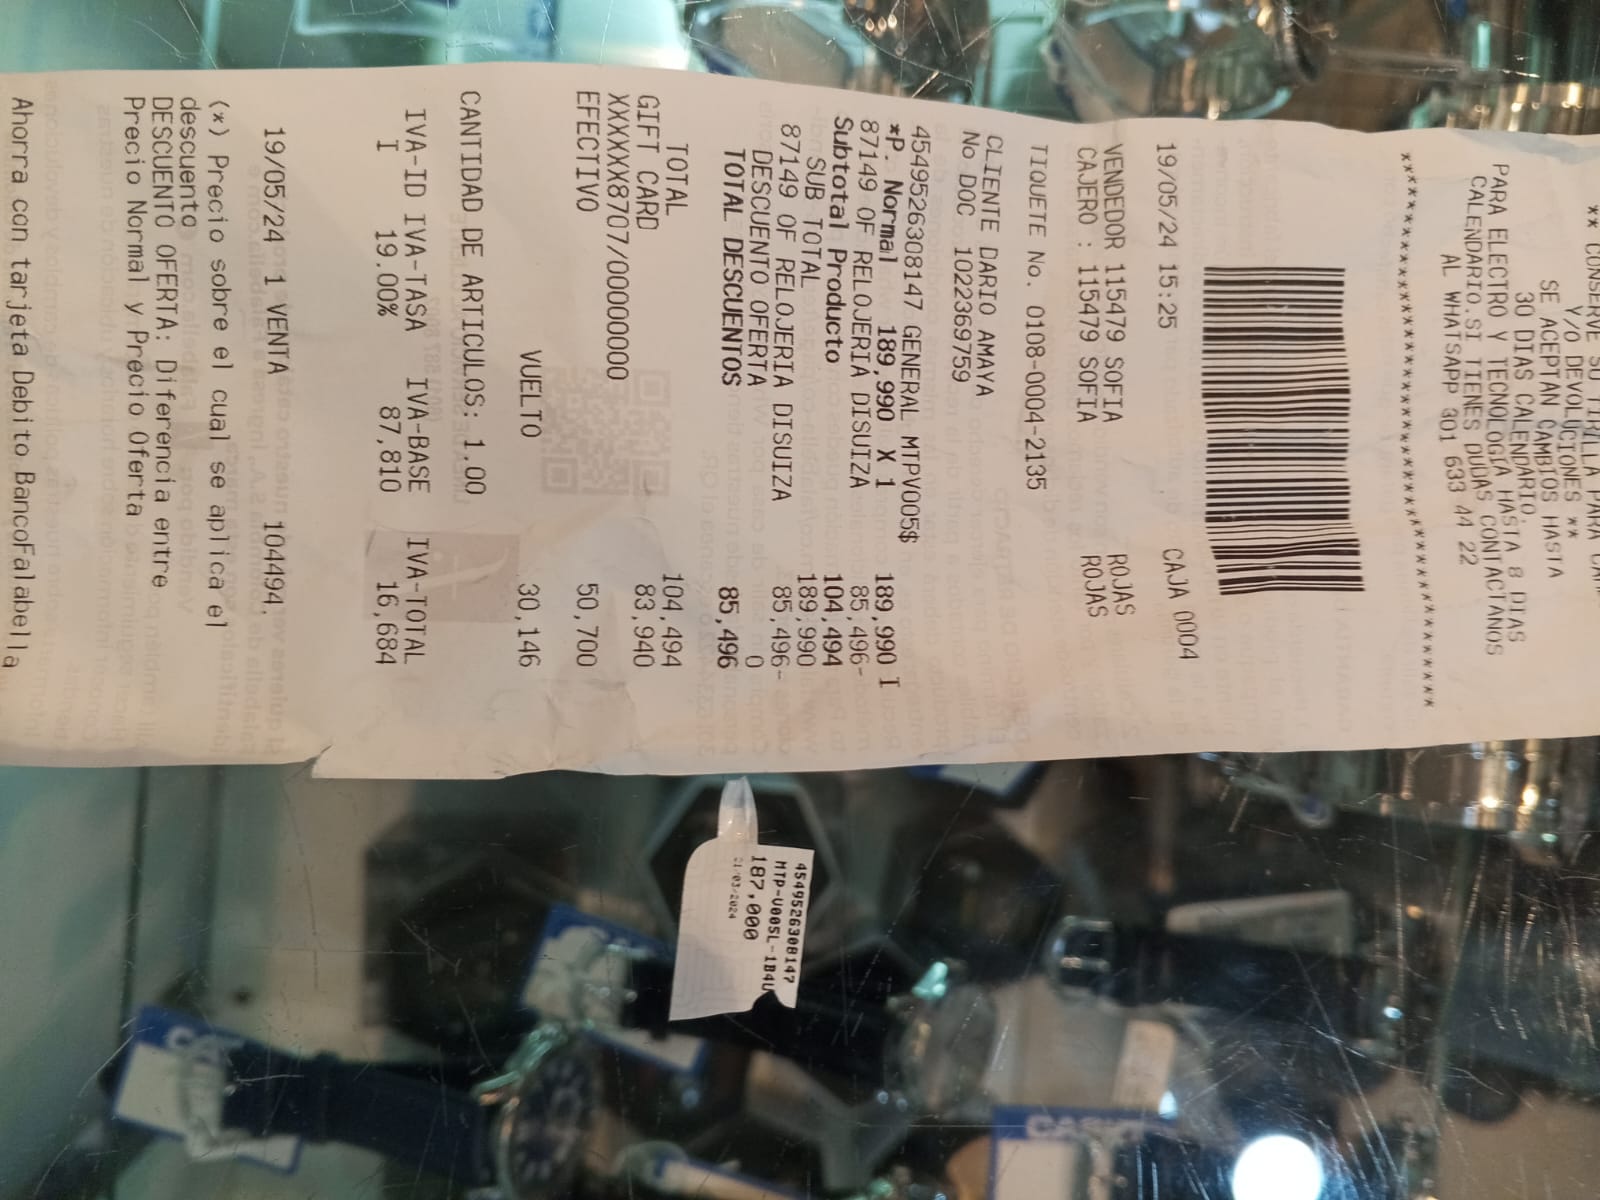 ** CONSERVE SU TIRILLA PARA CAM
Y/O DEVOLUCIONES **
SE ACEPTAN CAMBIOS HASTA
30 DIAS CALENDARIO.
PARA ELECTRO Y TECNOLOGIA HASTA 8 DIAS
CALENDARIO.SI TIENES DUDAS CONTACTANOS
AL WHATSAPP 301 633 44 22
19/05/24 15:25 CAJA 0004
VENDEDOR 115479 SOFIA ROJAS
CAJERO : 115479 SOFIA ROJAS
TIQUETE No. 0108-0004-2135
CLIENTE DARIO AMAYA
No DOC 1022369759
4549526308147 GENERAL MTPV005$ 189,990 I
*P. Normal 189,990 X 1
87149 OF RELOJERIA DISUIZA 85,496-
Subtotal Producto 104,494
SUB TOTAL 189,990
87149 OF RELOJERIA DISUIZA 85,496-
DESCUENTO OFERTA 0
TOTAL DESCUENTOS 85,496
TOTAL 104,494
GIFT CARD 83,940
XXXXXX8707/00000000
EFECTIVO 50,700
VUELTO 30,146
CANTIDAD DE ARTICULOS: 1.00
IVA-ID IVA-TASA IVA-BASE IVA-TOTAL
I 19.00% 87,810 16,684
19/05/24 1 VENTA 104494,
(*) Precio sobre el cual se aplica el
descuento
DESCUENTO OFERTA: Diferencia entre
Precio Normal y Precio Oferta
Ahorra con tarjeta Debito BancoFalabella
4549526308147
MTP-V005L-1B4U
187,000
21/03/2024
CASIO